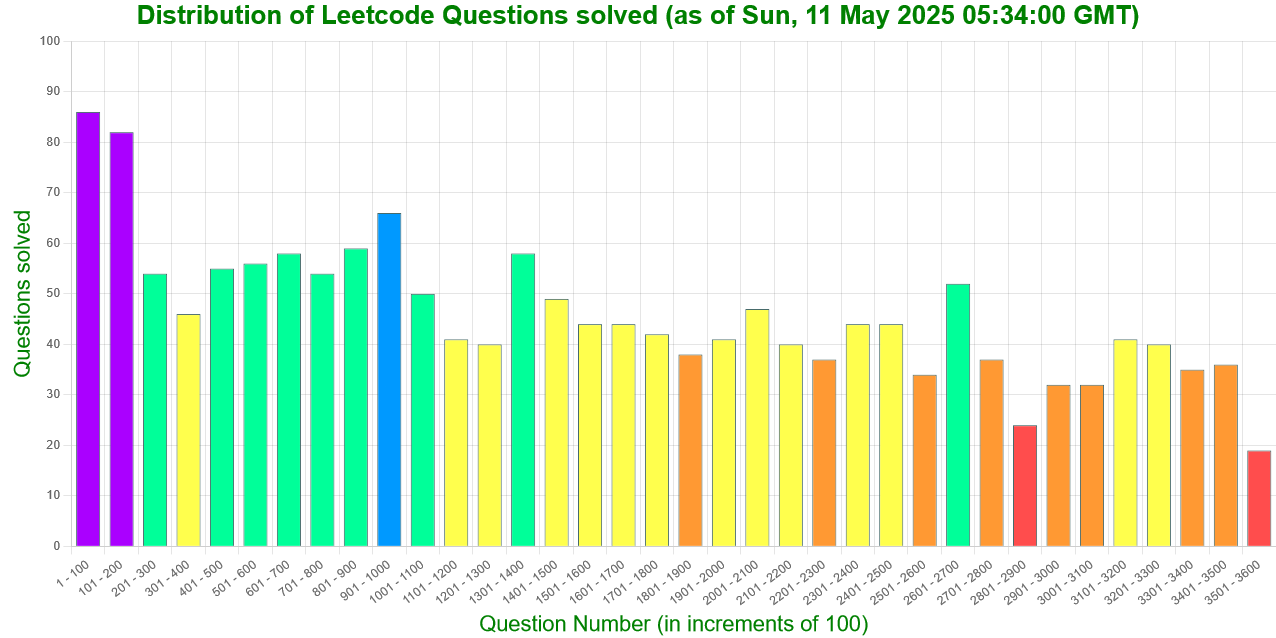 Distribution of Leetcode Questions solved (as of Sun, 11 May 2025 05:34:00 GMT)
100
90
80
70
60
50
40
30
20
10
0
Questions solved
1 - 100
101 - 200
201 - 300
301 - 400
401 - 500
501 - 600
601 - 700
701 - 800
801 - 900
901 - 1000
1001 - 1100
1101 - 1200
1201 - 1300
1301 - 1400
1401 - 1500
1501 - 1600
1601 - 1700
1701 - 1800
1801 - 1900
1901 - 2000
2001 - 2100
2101 - 2200
2201 - 2300
2301 - 2400
2401 - 2500
2501 - 2600
2601 - 2700
2701 - 2800
2801 - 2900
2901 - 3000
3001 - 3100
3101 - 3200
3201 - 3300
3301 - 3400
3401 - 3500
3501 - 3600
Question Number (in increments of 100)